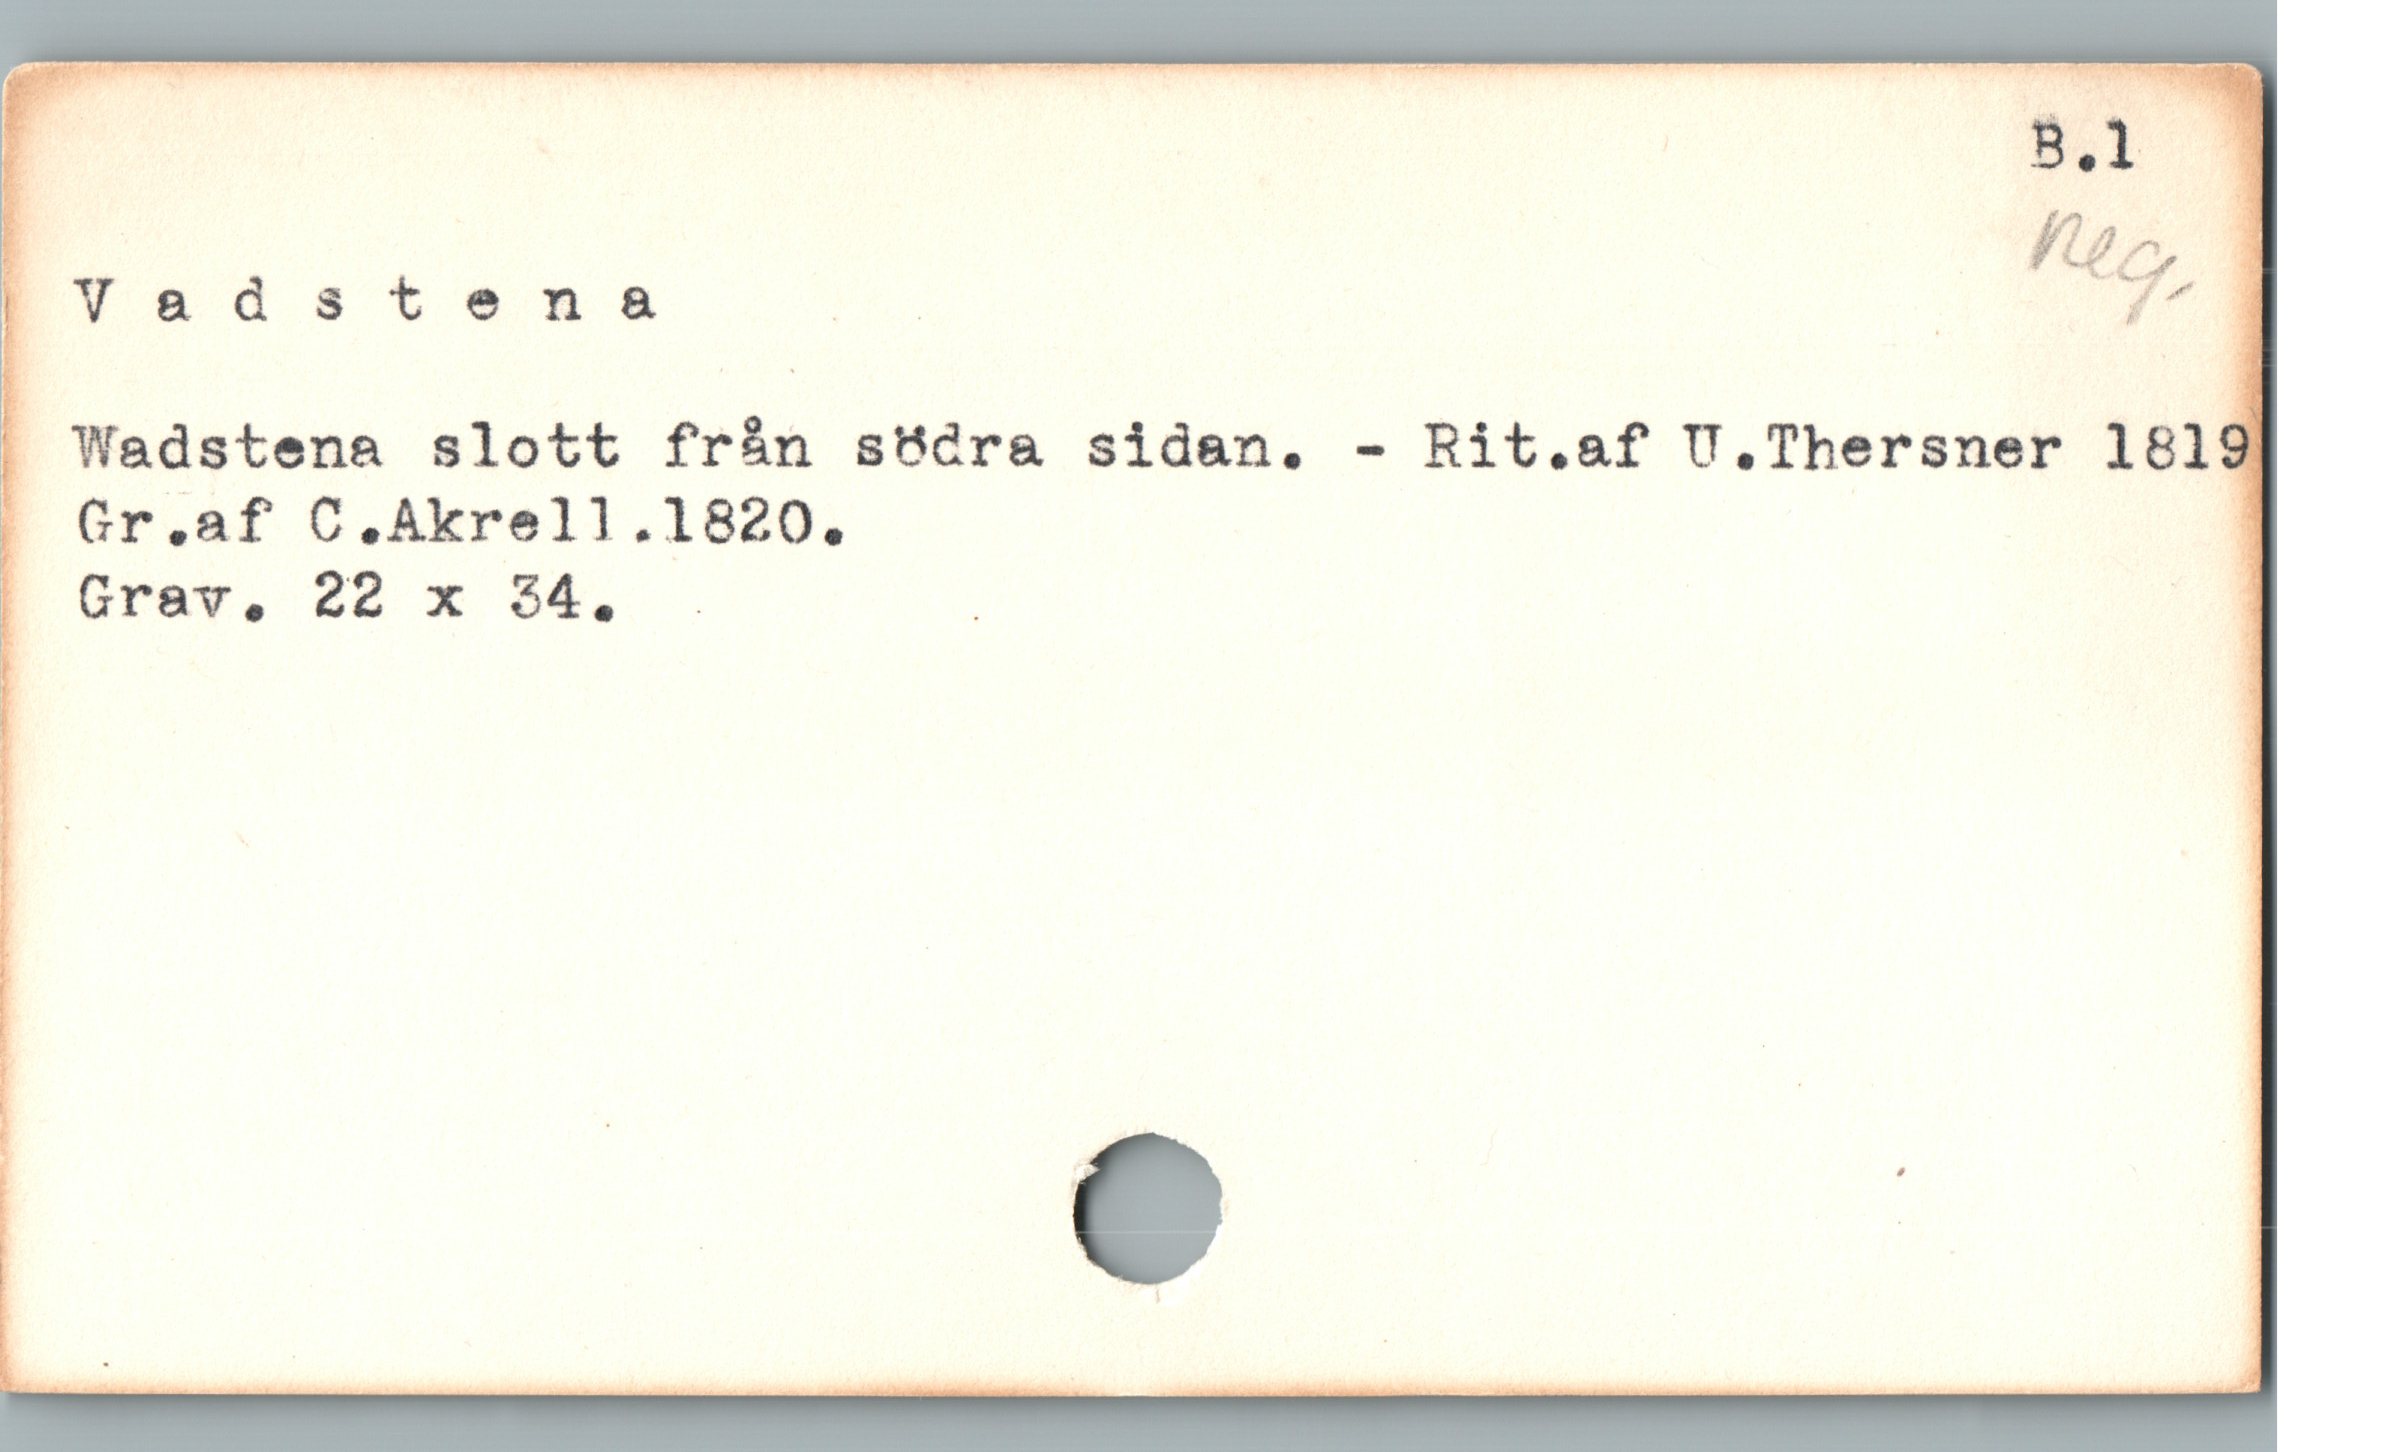 B.1
neg.
V a d s t e n a
Wadstena slott från södra sidan. - Rit.af U.Thersner 1819
Gr.af C.Akrell.1820.
Grav. 22 x 34.